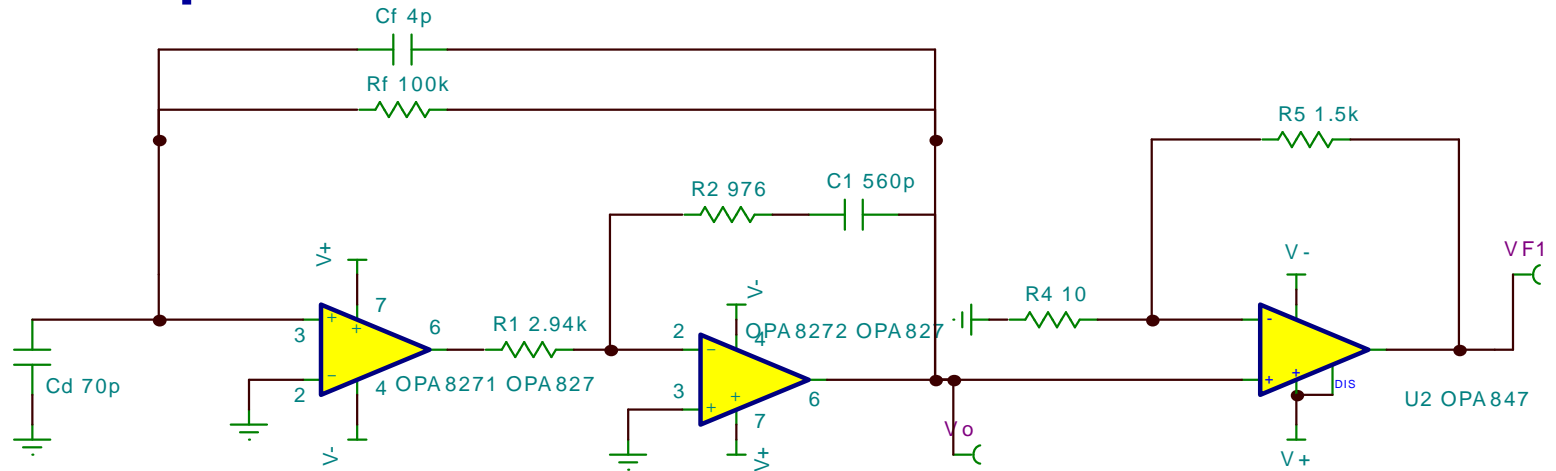 Cf 4p
Rf 100k
R5 1.5k
R2 976
C1 560p
V+
7
+
+
3
−
2
4
6
V-
Cd 70p
OPA8271 OPA827
R1 2.94k
V-
4
OPA8272 OPA827
2
−
3
+
+
7
6
V+
Vo
R4 10
V-
-
+
+
DIS
V+
U2 OPA847
VF1